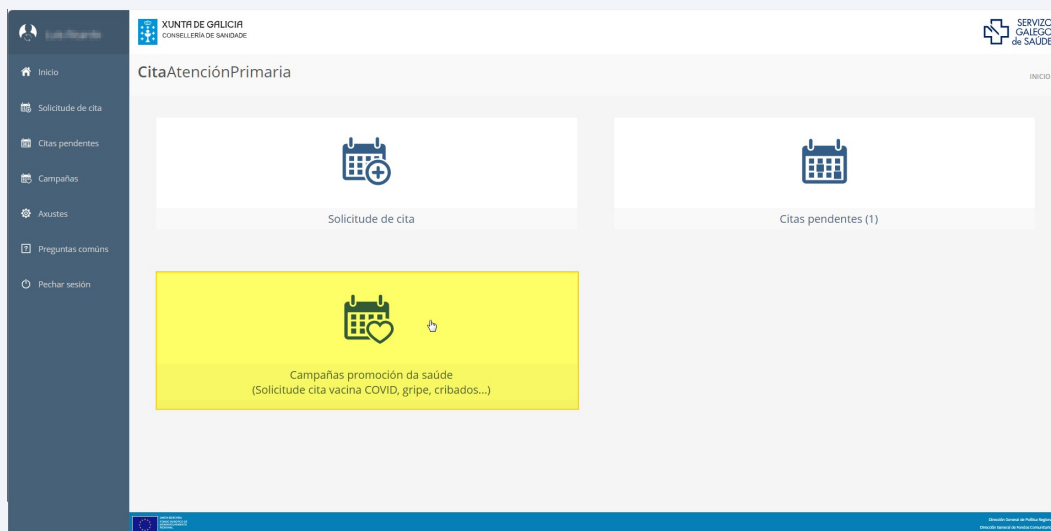 XUNTA DE GALICIA
CONSELLERÍA DE SANIDADE
SERVIZO
GALEGO
de SAÚDE
Inicio
Solicitude de cita
Citas pendentes
Campañas
Axustes
Preguntas comúns
Pechar sesión
CitaAtenciónPrimaria
INICIO
Solicitude de cita
Citas pendentes (1)
Campañas promoción da saúde
(Solicitude cita vacina COVID, gripe, cribados...)